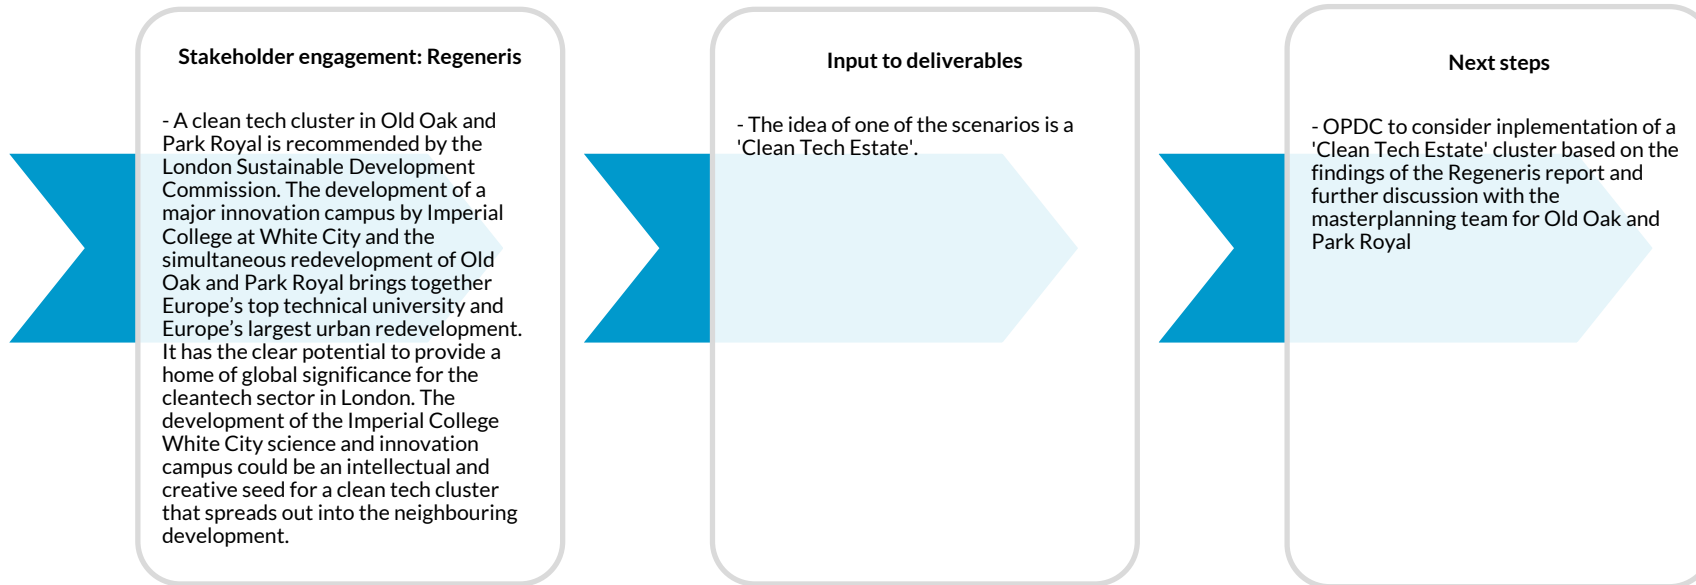 Stakeholder engagement: Regeneris
- A clean tech cluster in Old Oak and
Park Royal is recommended by the
London Sustainable Development
Commission. The development of a
major innovation campus by Imperial
College at White City and the
simultaneous redevelopment of Old
Oak and Park Royal brings together
Europe’s top technical university and
Europe’s largest urban redevelopment.
It has the clear potential to provide a
home of global significance for the
cleantech sector in London. The
development of the Imperial College
White City science and innovation
campus could be an intellectual and
creative seed for a clean tech cluster
that spreads out into the neighbouring
development.
Input to deliverables
- The idea of one of the scenarios is a
'Clean Tech Estate'.
Next steps
- OPDC to consider inplementation of a
'Clean Tech Estate' cluster based on the
findings of the Regeneris report and
further discussion with the
masterplanning team for Old Oak and
Park Royal